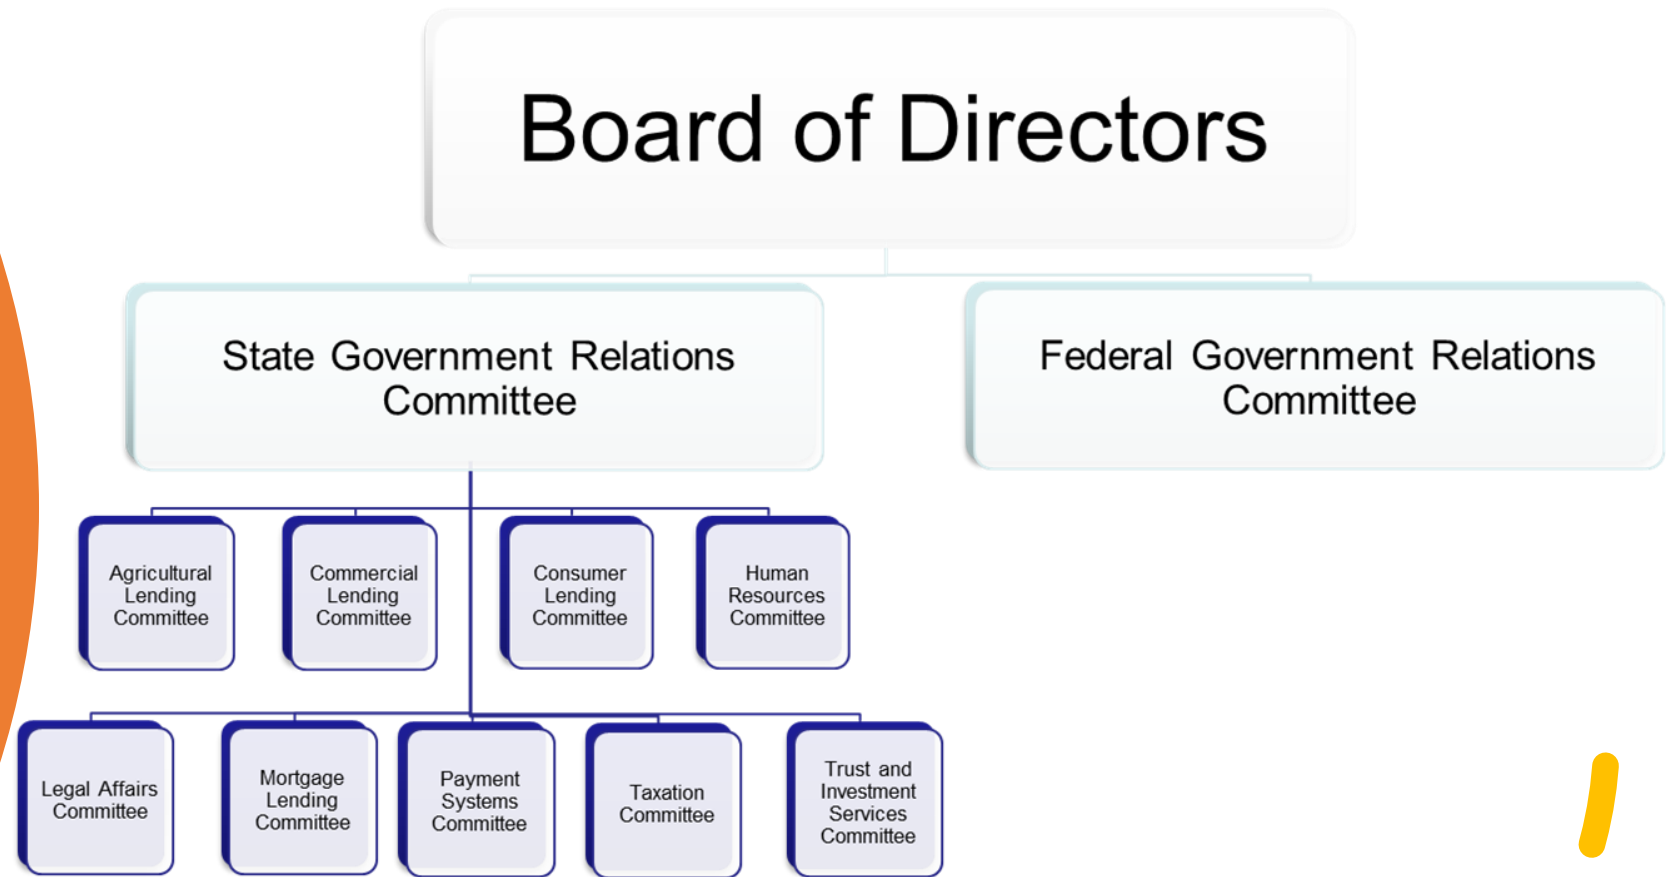 Board of Directors
State Government Relations
Committee
Federal Government Relations
Committee
Agricultural
Lending
Committee
Commercial
Lending
Committee
Consumer
Lending
Committee
Human
Resources
Committee
Legal Affairs
Committee
Mortgage
Lending
Committee
Payment
Systems
Committee
Taxation
Committee
Trust and
Investment
Services
Committee